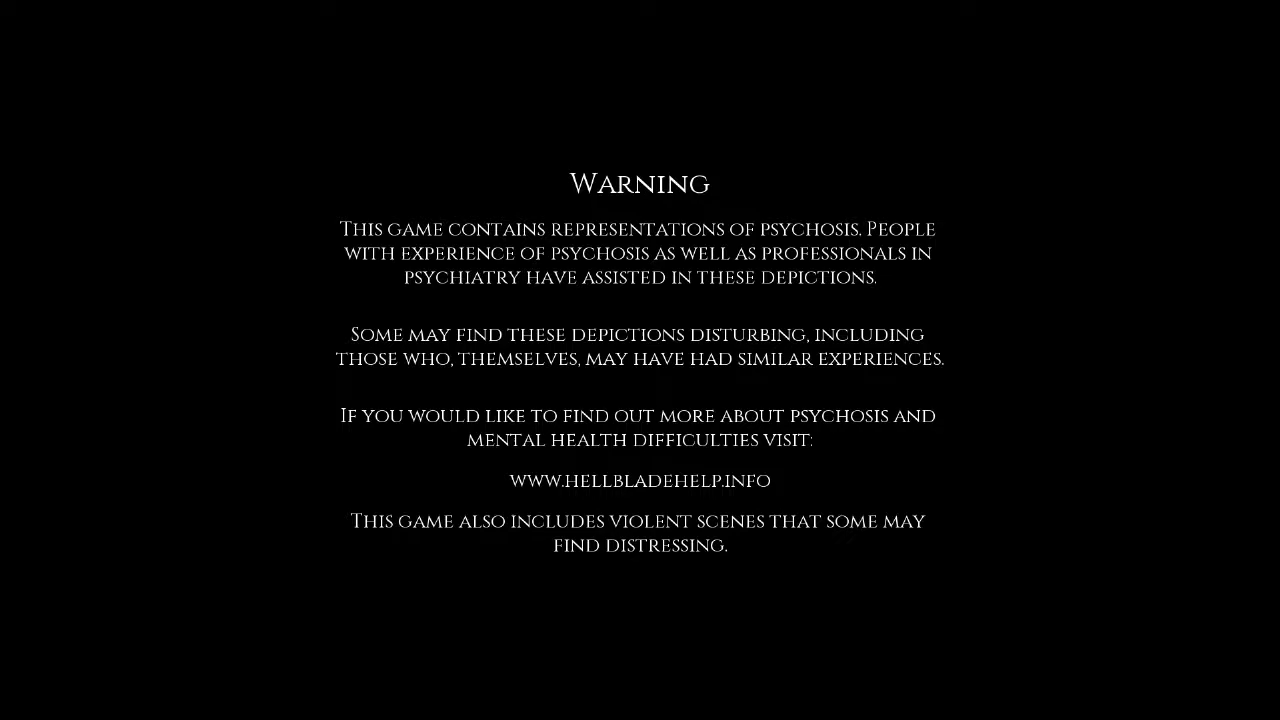 Warning
This game contains representations of psychosis. People
with experience of psychosis as well as professionals in
psychiatry have assisted in these depictions.
Some may find these depictions disturbing, including
those who, themselves, may have had similar experiences.
If you would like to find out more about psychosis and
mental health difficulties visit:
www.hellbladehelp.info
This game also includes violent scenes that some may
find distressing.